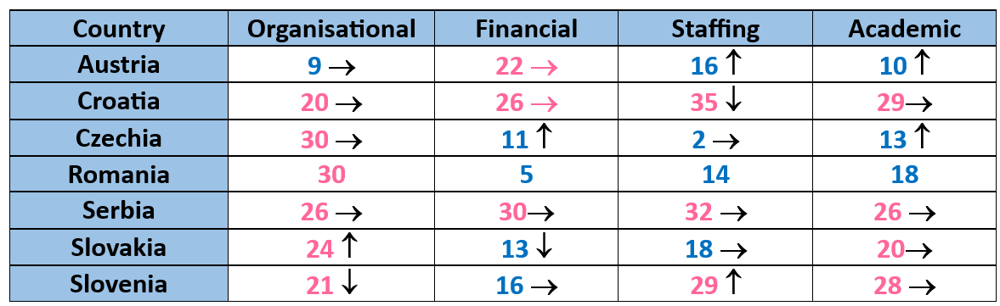 Country Organisational Financial Staffing Academic
Austria 9 → 22 → 16 ↑ 10 ↑
Croatia 20 → 26 → 35 ↓ 29→
Czechia 30 → 11 ↑ 2 → 13 ↑
Romania 30 5 14 18
Serbia 26 → 30→ 32 → 26 →
Slovakia 24 ↑ 13 ↓ 18 → 20→
Slovenia 21 ↓ 16 → 29 ↑ 28 →